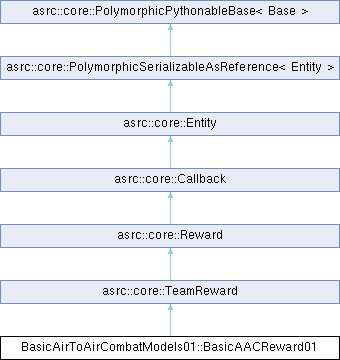 asrc::core::PolymorphicPythonableBase< Base >
asrc::core::PolymorphicSerializableAsReference< Entity >
asrc::core::Entity
asrc::core::Callback
asrc::core::Reward
asrc::core::TeamReward
BasicAirToAirCombatModels01::BasicAACReward01